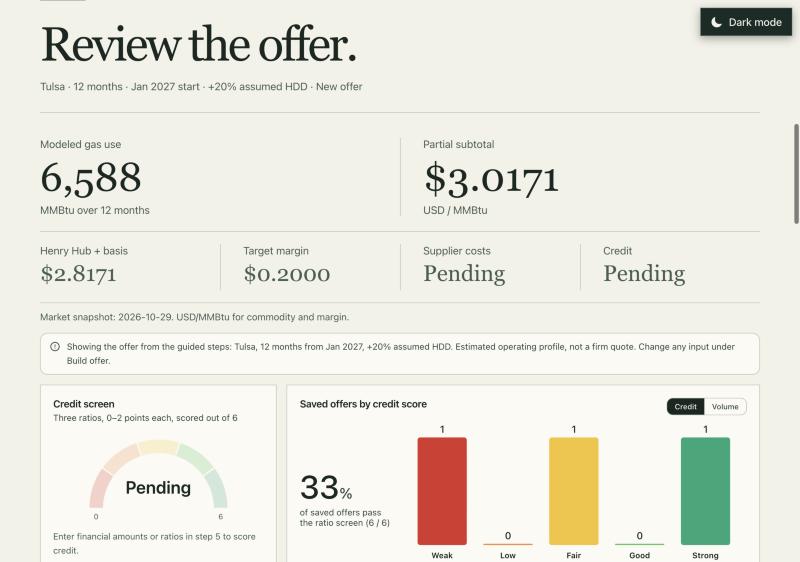 Dark mode
Review the offer.
Tulsa · 12 months · Jan 2027 start · +20% assumed HDD · New offer
Modeled gas use
6,588
MMBtu over 12 months
Partial subtotal
$3.0171
USD / MMBtu
Henry Hub + basis
$2.8171
Target margin
$0.2000
Supplier costs
Pending
Credit
Pending
Market snapshot: 2026-10-29. USD/MMBtu for commodity and margin.
Showing the offer from the guided steps: Tulsa, 12 months from Jan 2027, +20% assumed HDD. Estimated operating profile, not a firm quote. Change any input under
Build offer.
Credit screen
Three ratios, 0–2 points each, scored out of 6
Pending
0
6
Enter financial amounts or ratios in step 5 to score
credit.
Saved offers by credit score
Credit
Volume
33%
of saved offers pass
the ratio screen (6 / 6)
1
0
1
0
1
Weak
Low
Fair
Good
Strong